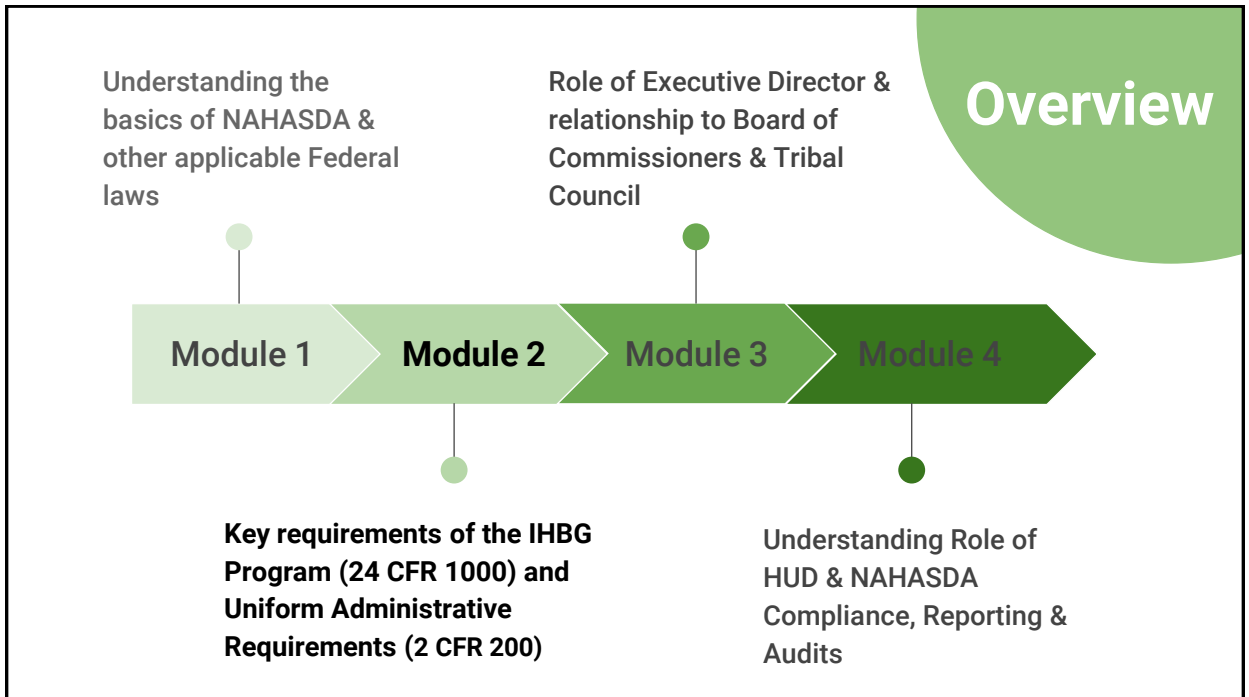 Overview
Understanding the
basics of NAHASDA &
other applicable Federal
laws
Role of Executive Director &
relationship to Board of
Commissioners & Tribal
Council
Module 1
Module 2
Module 3
Module 4
Key requirements of the IHBG
Program (24 CFR 1000) and
Uniform Administrative
Requirements (2 CFR 200)
Understanding Role of
HUD & NAHASDA
Compliance, Reporting &
Audits